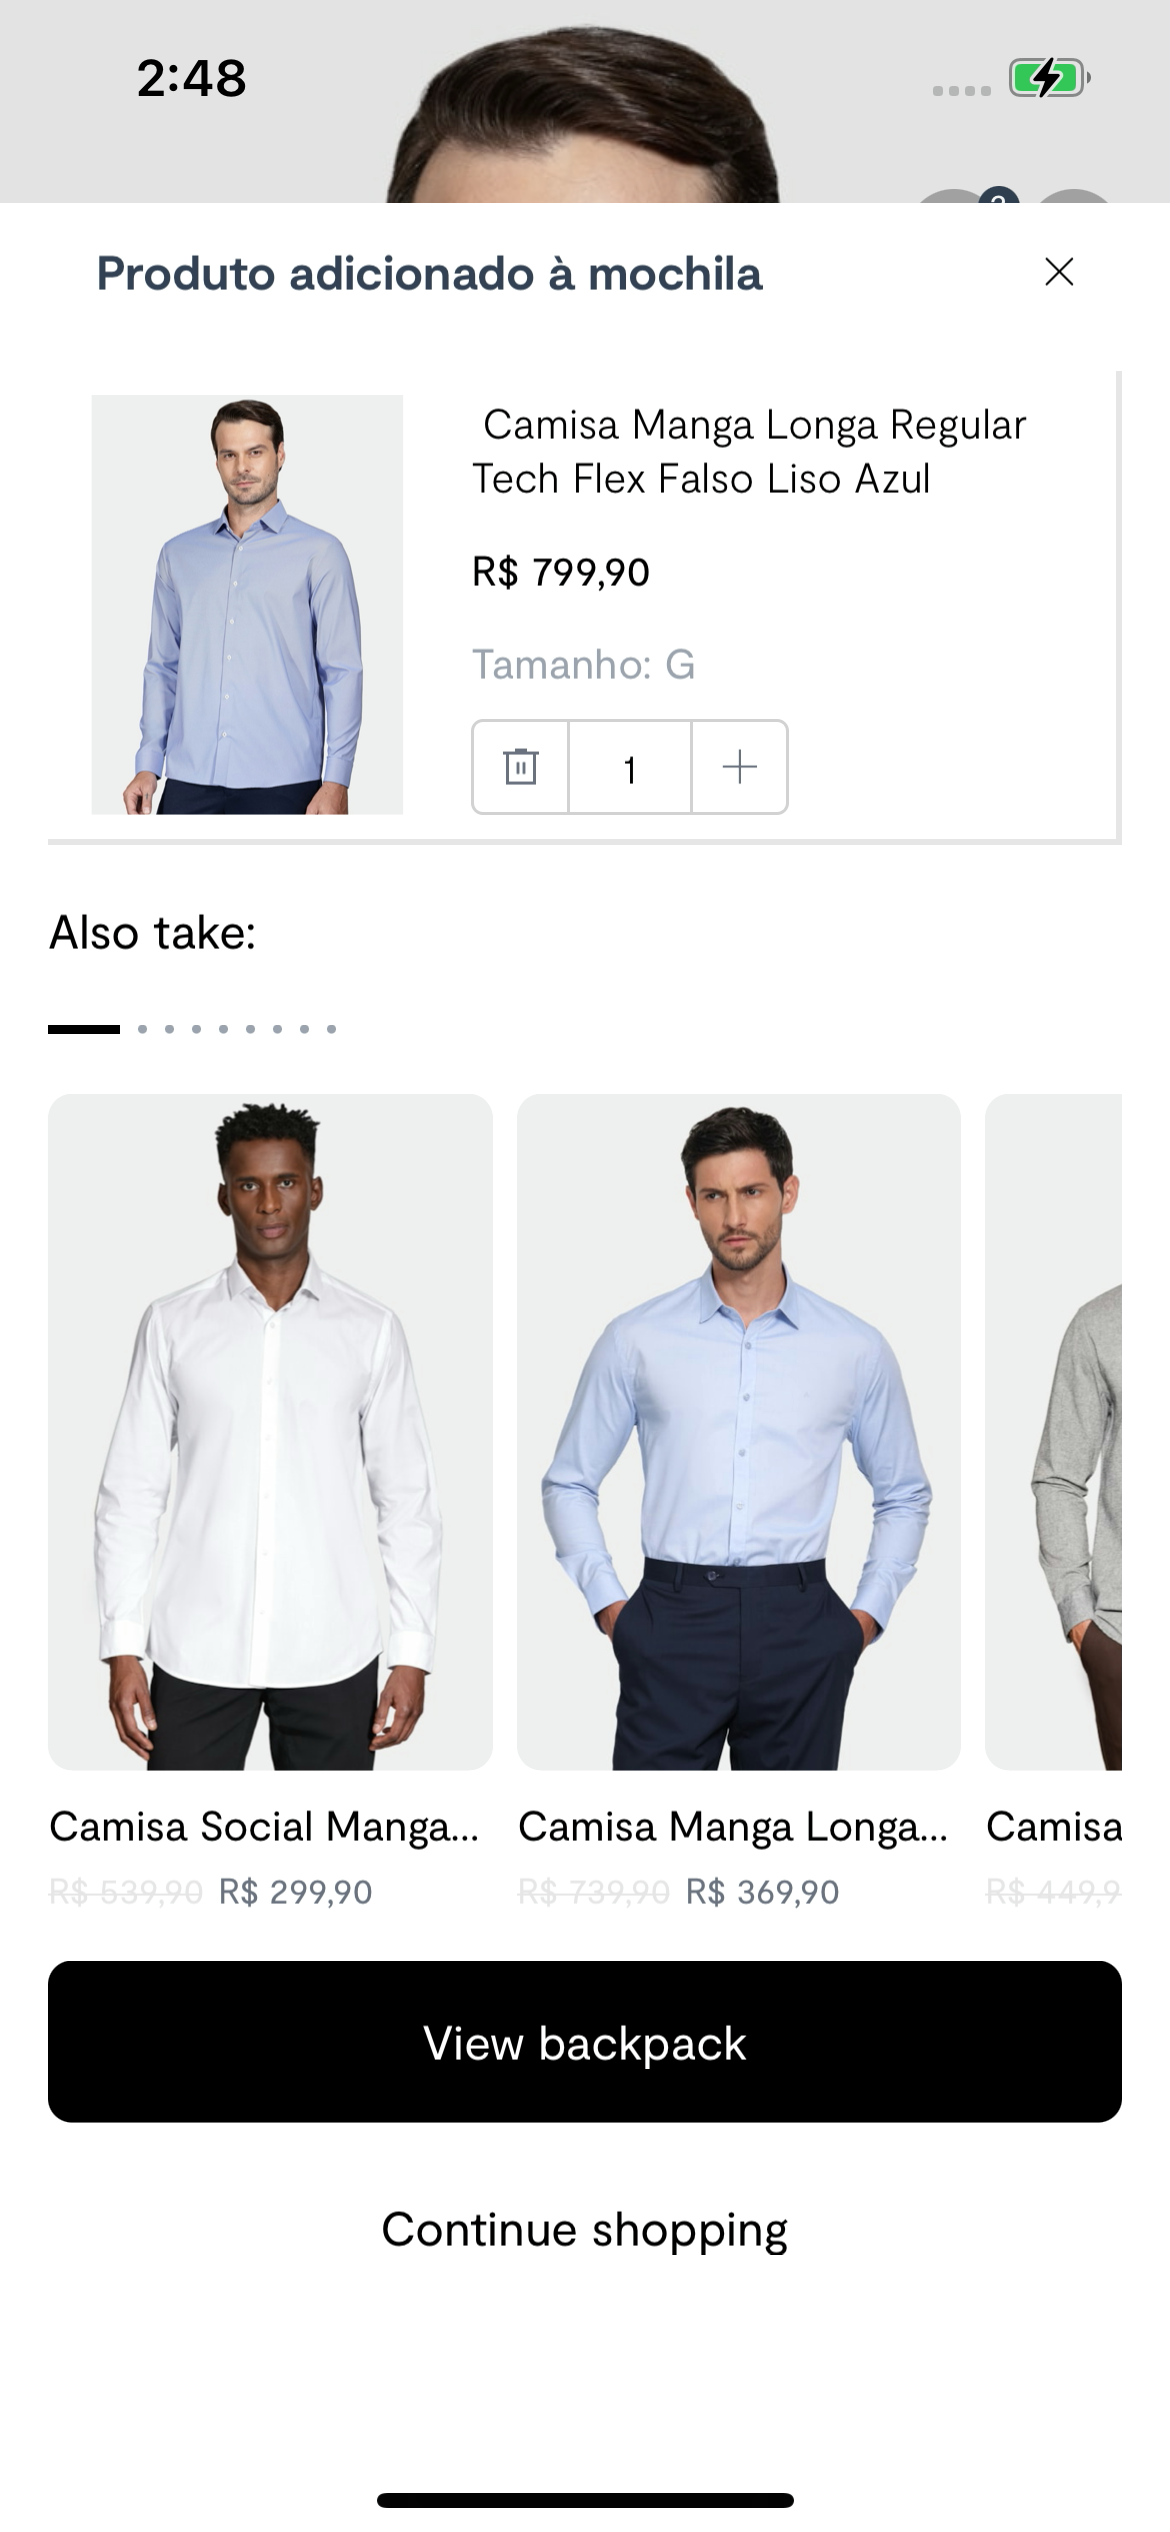 2:48
Produto adicionado à mochila
Camisa Manga Longa Regular
Tech Flex Falso Liso Azul
R$ 799,90
Tamanho: G
1
Also take:
Camisa Social Manga...
Camisa Manga Longa...
Camisa
R$ 539,90 R$ 299,90
R$ 739,90 R$ 369,90
R$ 449,9
View backpack
Continue shopping